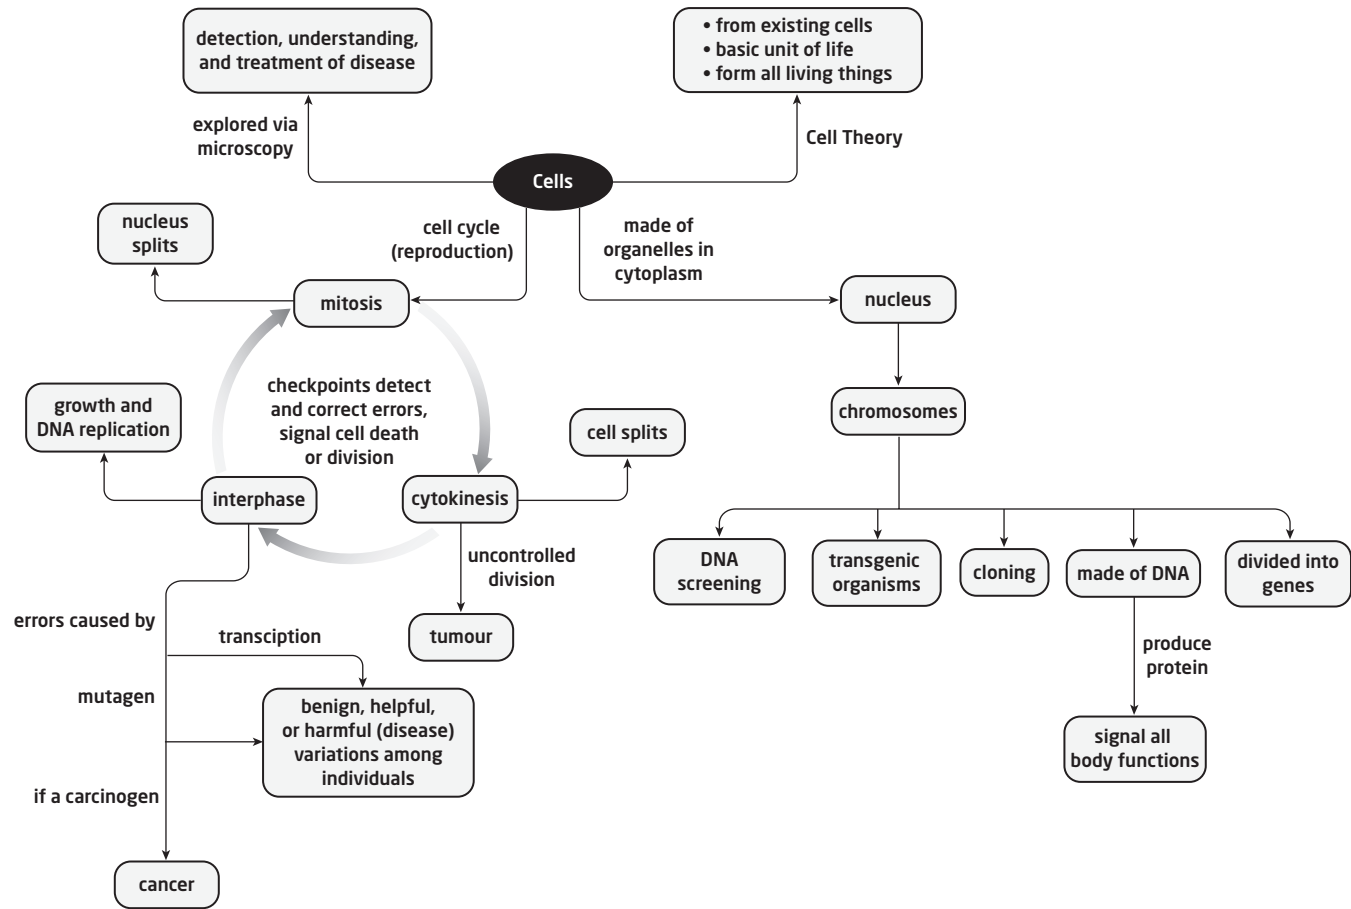 detection, understanding,
and treatment of disease
• from existing cells
• basic unit of life
• form all living things
explored via
microscopy
Cell Theory
Cells
nucleus
splits
cell cycle
(reproduction)
made of
organelles in
cytoplasm
mitosis
nucleus
checkpoints detect
and correct errors,
signal cell death
or division
growth and
DNA replication
chromosomes
cell splits
interphase
cytokinesis
uncontrolled
division
DNA
screening
transgenic
organisms
cloning
made of DNA
divided into
genes
errors caused by
transciption
tumour
produce
protein
mutagen
benign, helpful,
or harmful (disease)
variations among
individuals
signal all
body functions
if a carcinogen
cancer